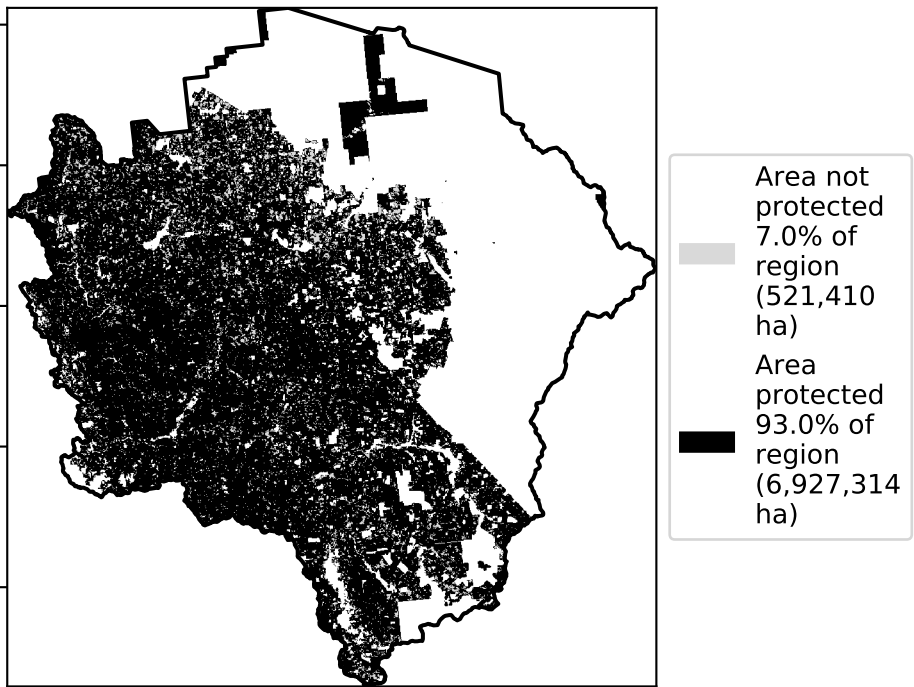 Area not
protected
7.0% of
region
(521,410
ha)
Area
protected
93.0% of
region
(6,927,314
ha)